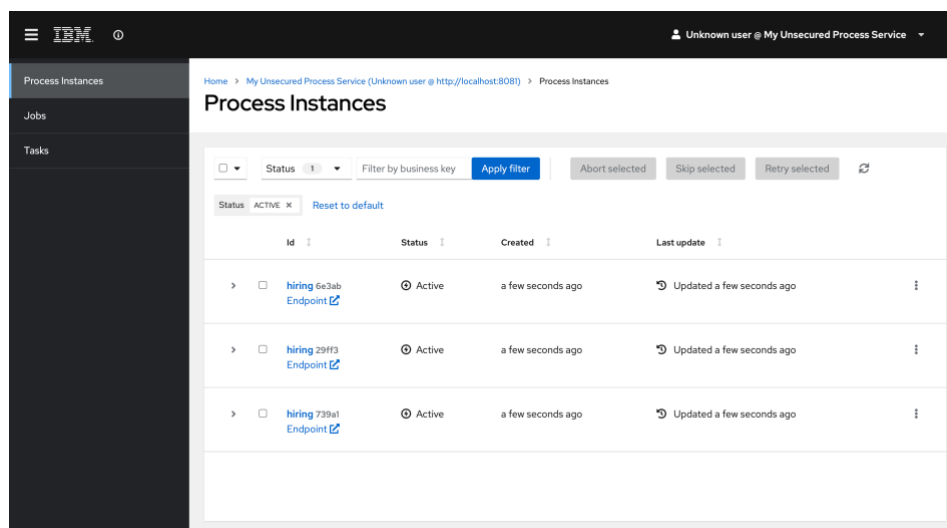 IBM
Unknown user @ My Unsecured Process Service
Process Instances
Jobs
Tasks
Home > My Unsecured Process Service (Unknown user @ http://localhost:8081) > Process Instances
Process Instances
Status 1 Filter by business key Apply filter Abort selected Skip selected Retry selected
Status ACTIVE × Reset to default
Id Status Created Last update
hiring 6e3ab Active a few seconds ago Updated a few seconds ago
Endpoint
hiring 29ff3 Active a few seconds ago Updated a few seconds ago
Endpoint
hiring 739a1 Active a few seconds ago Updated a few seconds ago
Endpoint